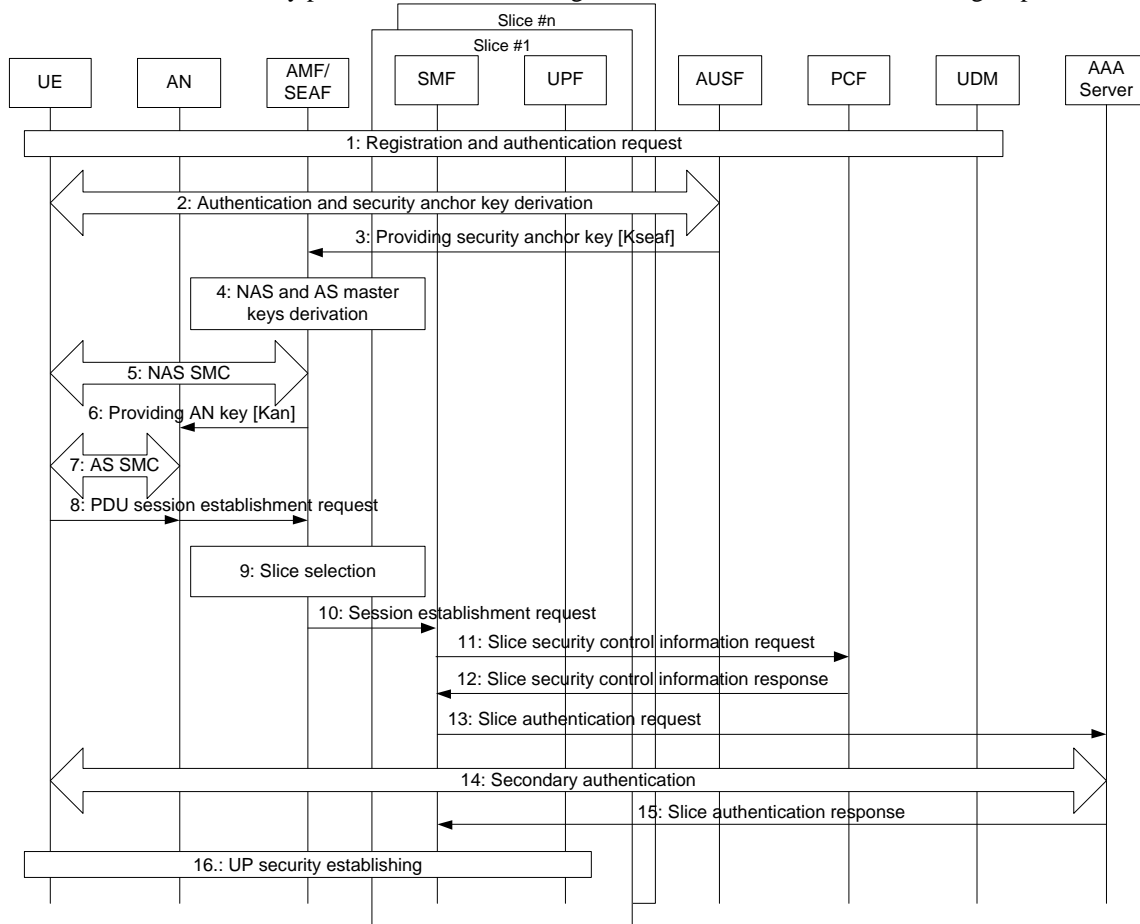 Slice #n
Slice #1
UE
AN
AMF/
SEAF
SMF
UPF
AUSF
PCF
UDM
AAA
Server
1: Registration and authentication request
2: Authentication and security anchor key derivation
3: Providing security anchor key [Kseaf]
4: NAS and AS master
keys derivation
5: NAS SMC
6: Providing AN key [Kan]
7: AS SMC
8: PDU session establishment request
9: Slice selection
10: Session establishment request
11: Slice security control information request
12: Slice security control information response
13: Slice authentication request
14: Secondary authentication
15: Slice authentication response
16.: UP security establishing